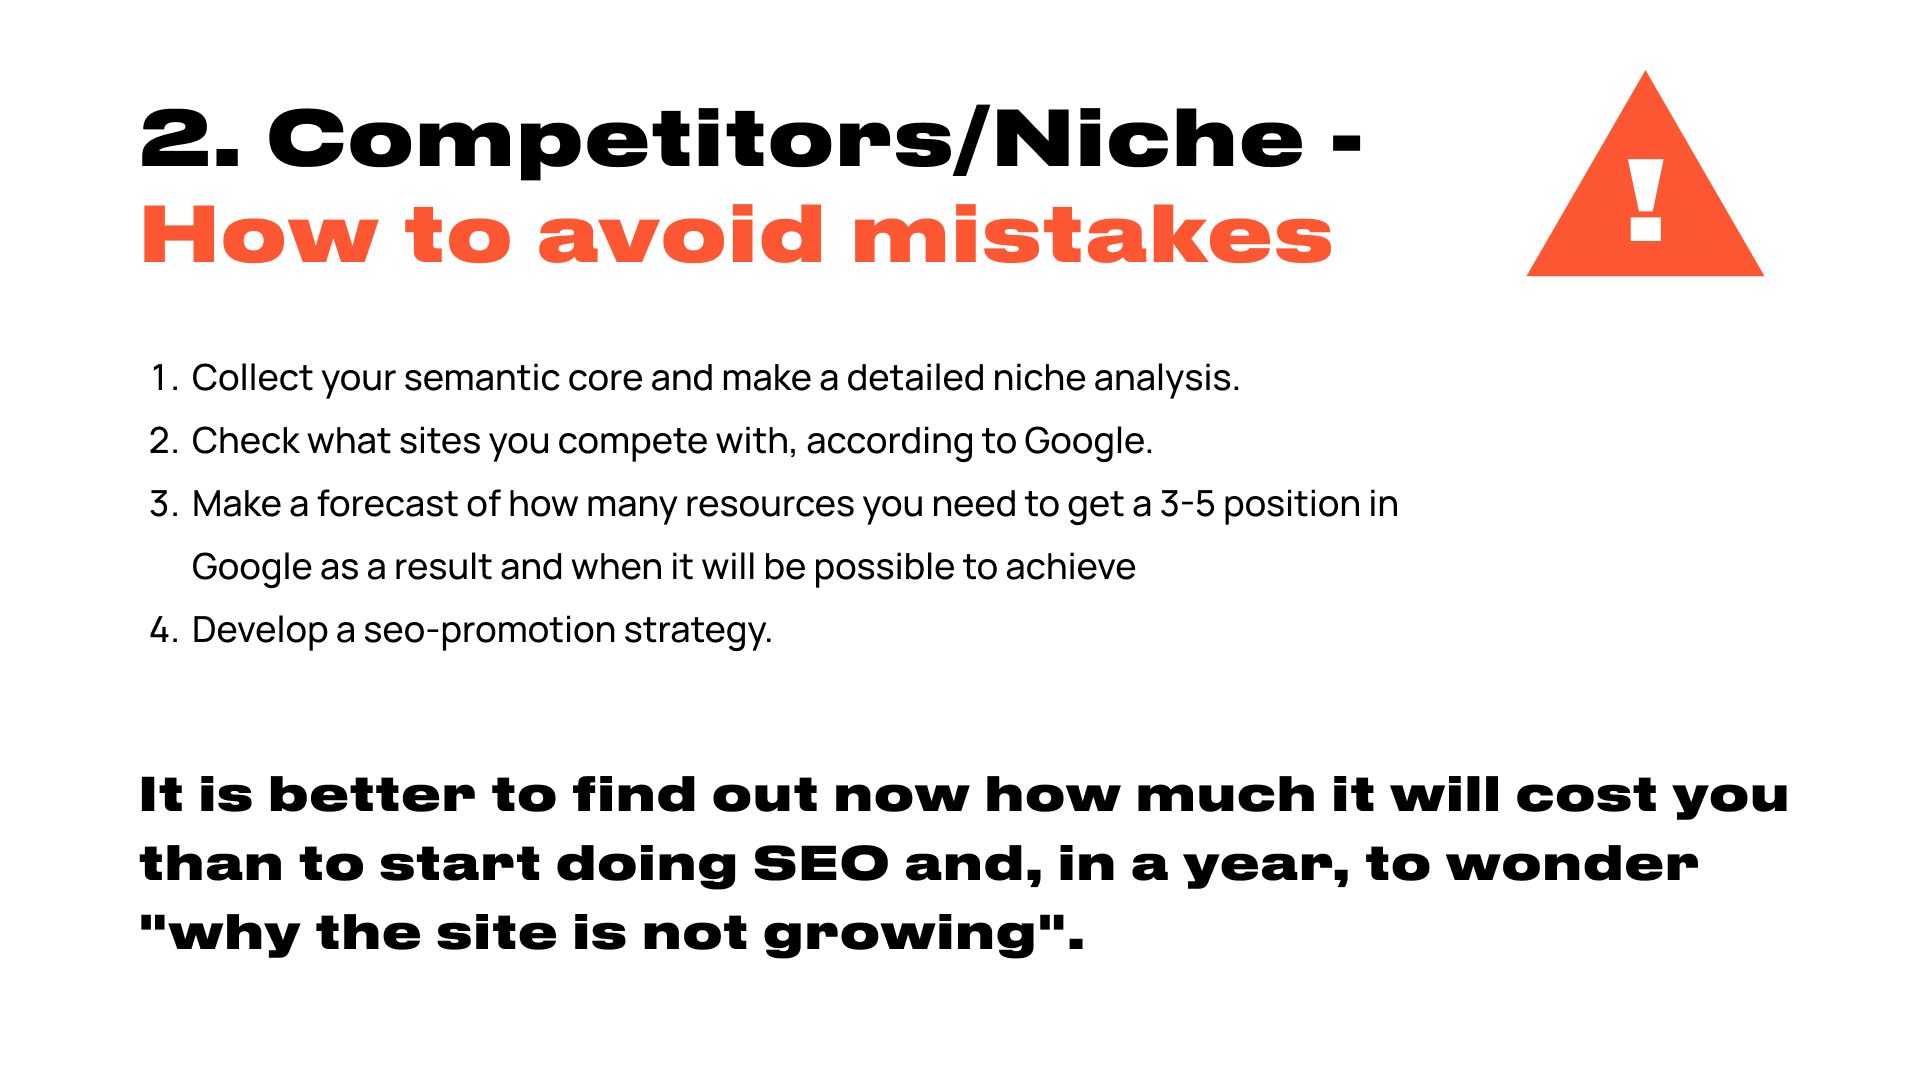 2. Competitors/Niche -
How to avoid mistakes
!
1. Collect your semantic core and make a detailed niche analysis.
2. Check what sites you compete with, according to Google.
3. Make a forecast of how many resources you need to get a 3-5 position in
Google as a result and when it will be possible to achieve
4. Develop a seo-promotion strategy.
It is better to find out now how much it will cost you
than to start doing SEO and, in a year, to wonder
"why the site is not growing".